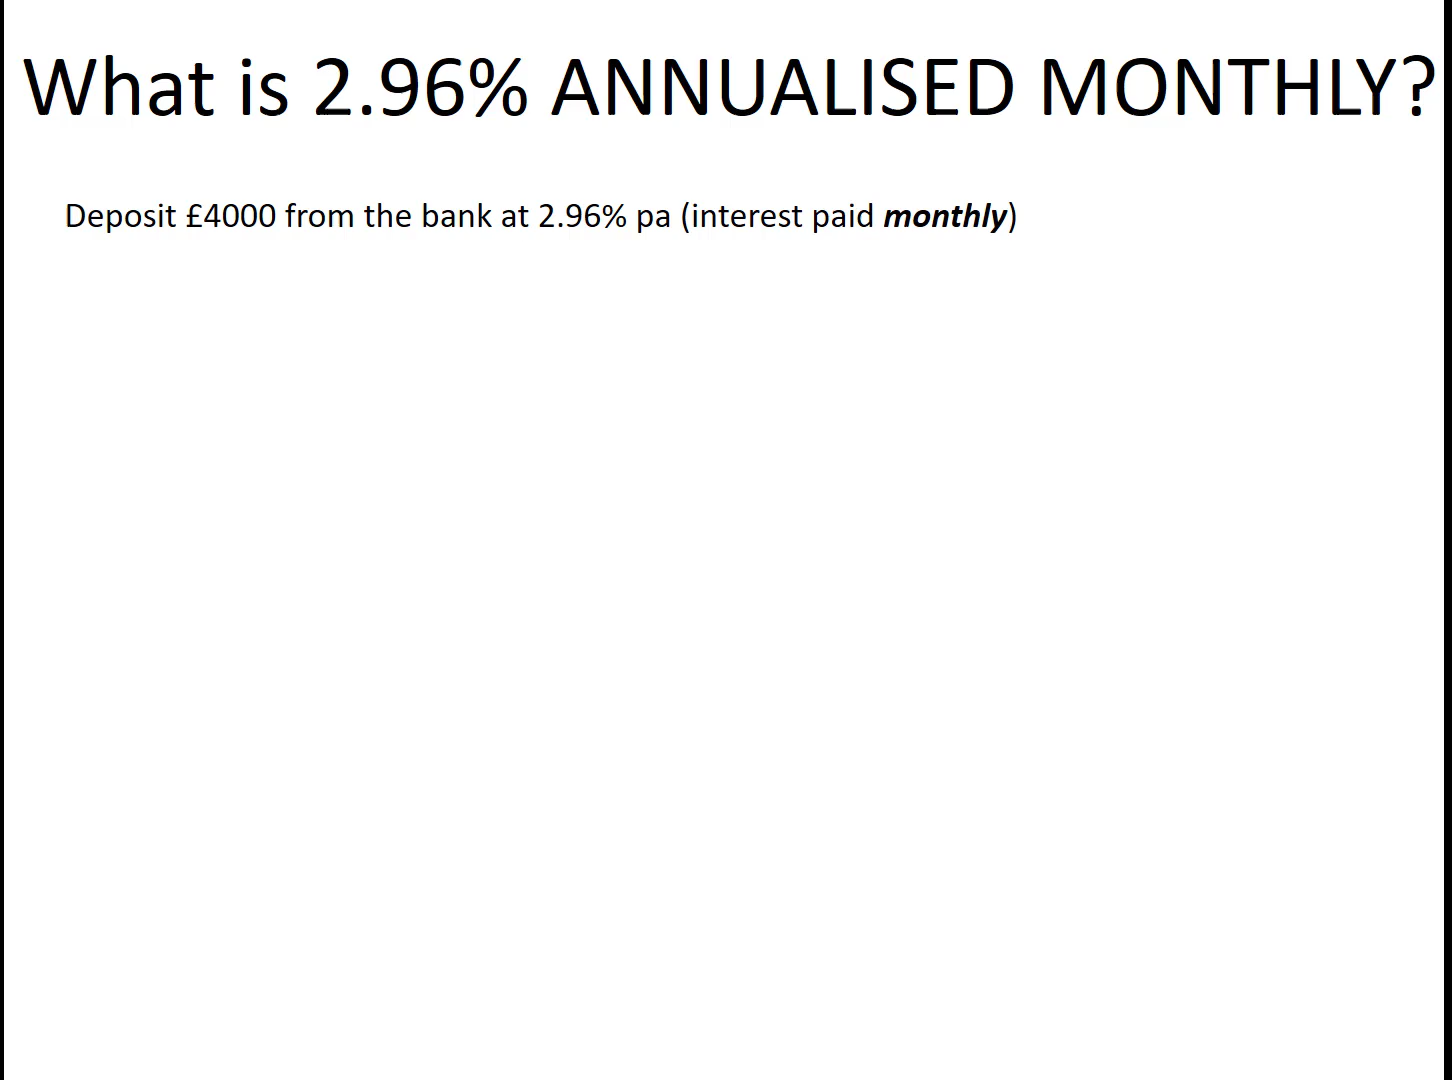 What is 2.96% ANNUALISED MONTHLY?
Deposit £4000 from the bank at 2.96% pa (interest paid monthly)